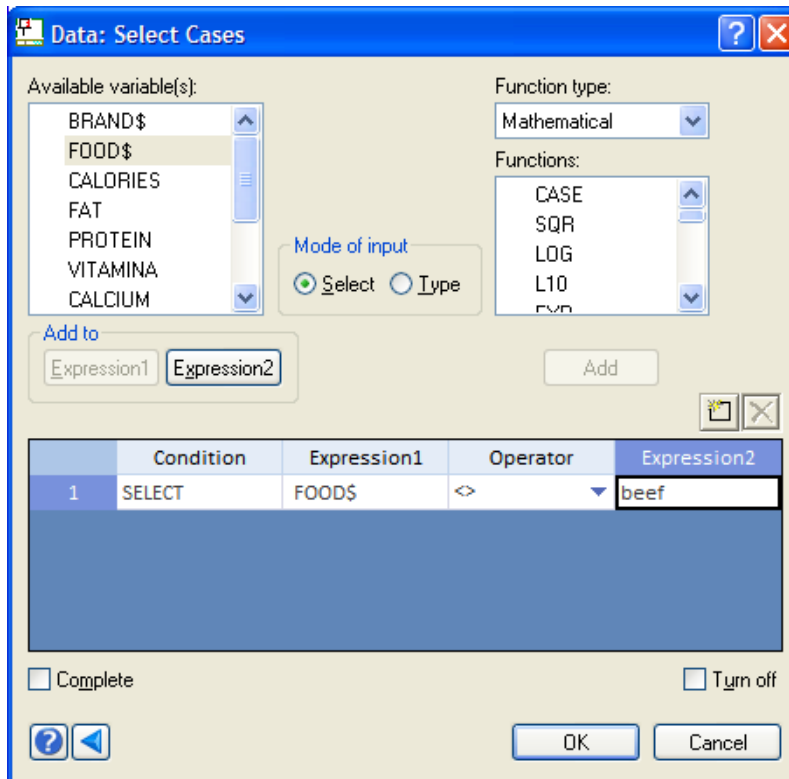 Data: Select Cases
Available variable(s):
BRAND$
FOOD$
CALORIES
FAT
PROTEIN
VITAMINA
CALCIUM
Function type:
Mathematical
Functions:
CASE
SQR
LOG
L10
Mode of input
Select Type
Add to
Expression1 Expression2
Add
Condition Expression1 Operator Expression2
1 SELECT FOOD$ <> beef
Complete
Turn off
OK Cancel